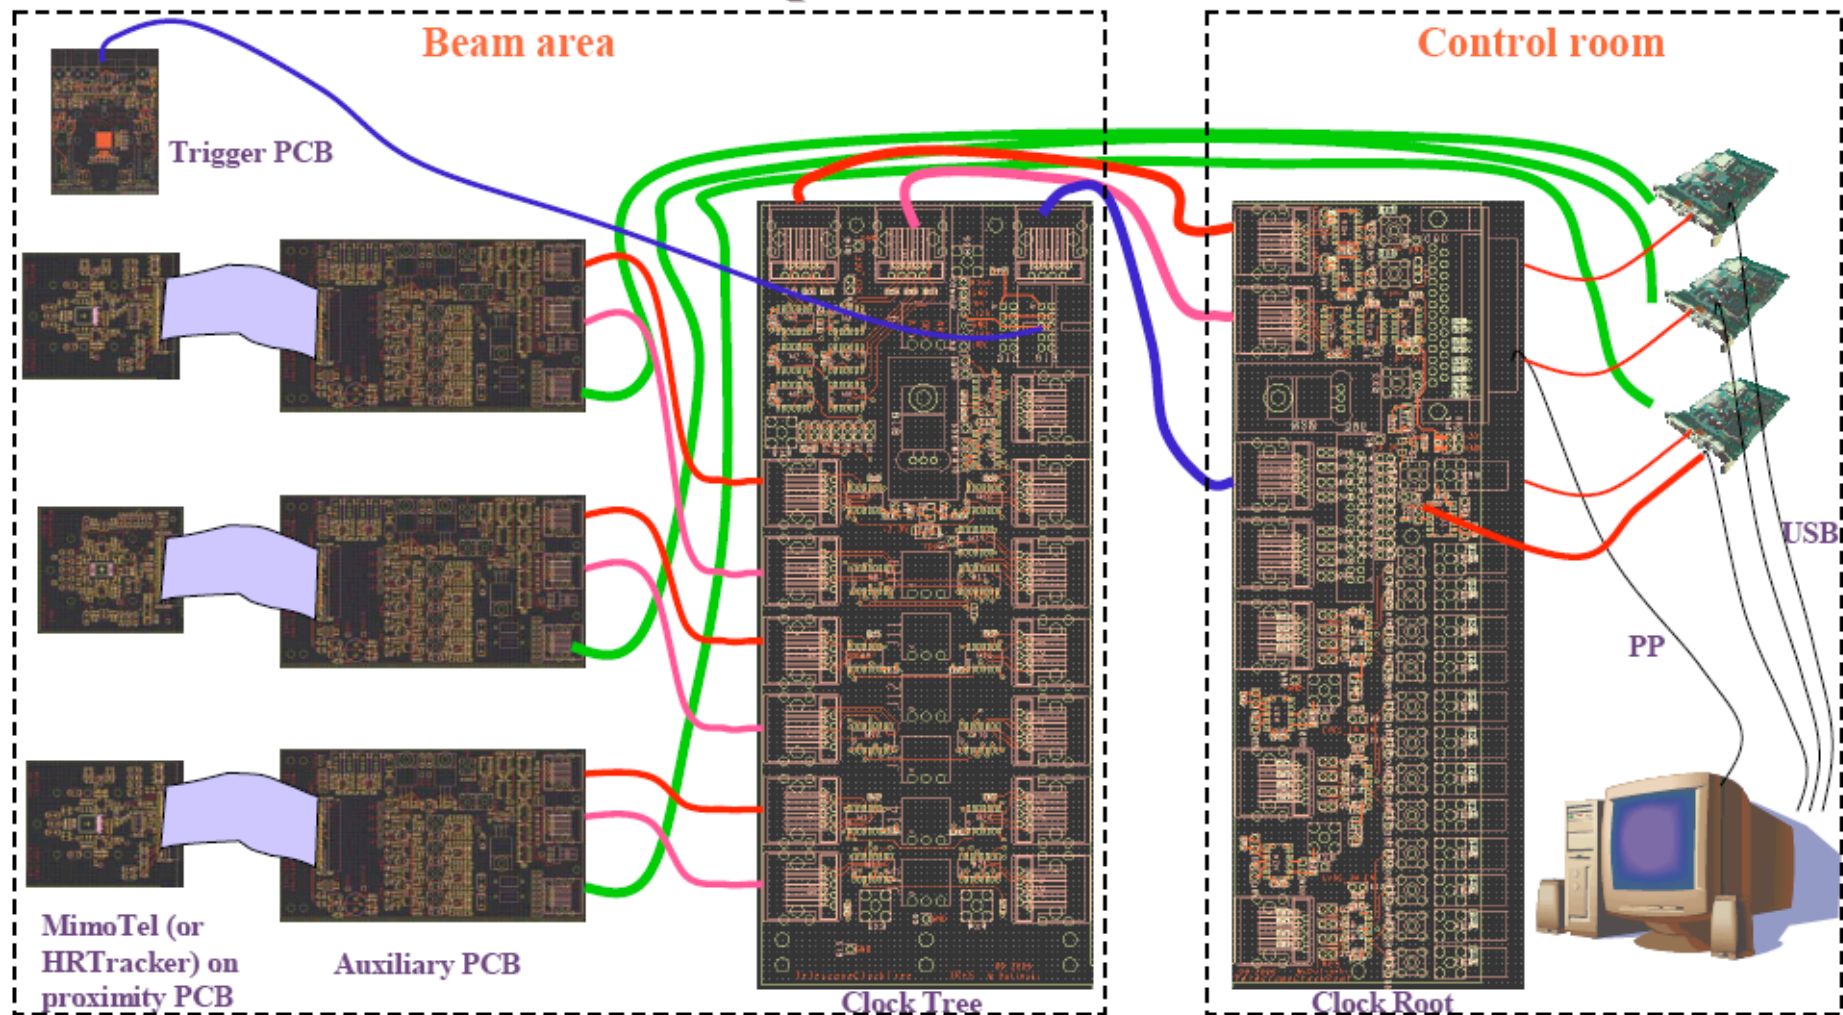 Beam area
Control room
Trigger PCB
USB
PP
MimoTel (or
HRTracker) on
proximity PCB
Auxiliary PCB
Clock Tree
Clock Root